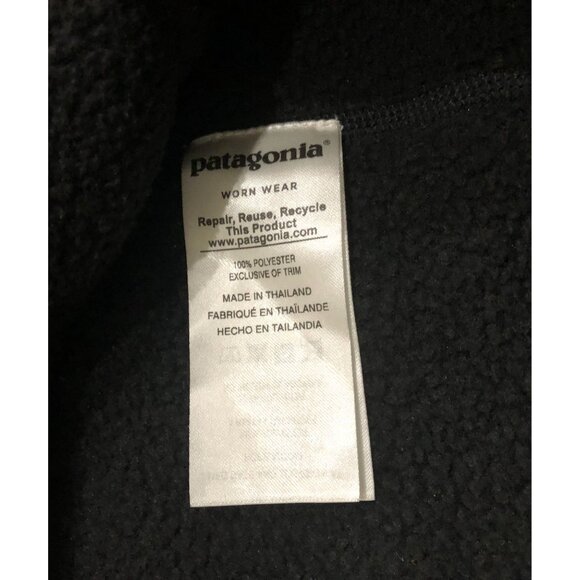 patagonia®
WORN WEAR
Repair, Reuse, Recycle
This Product
www.patagonia.com
100% POLYESTER
EXCLUSIVE OF TRIM
MADE IN THAILAND
FABRIQUÉ EN THAÏLANDE
HECHO EN TAILANDIA